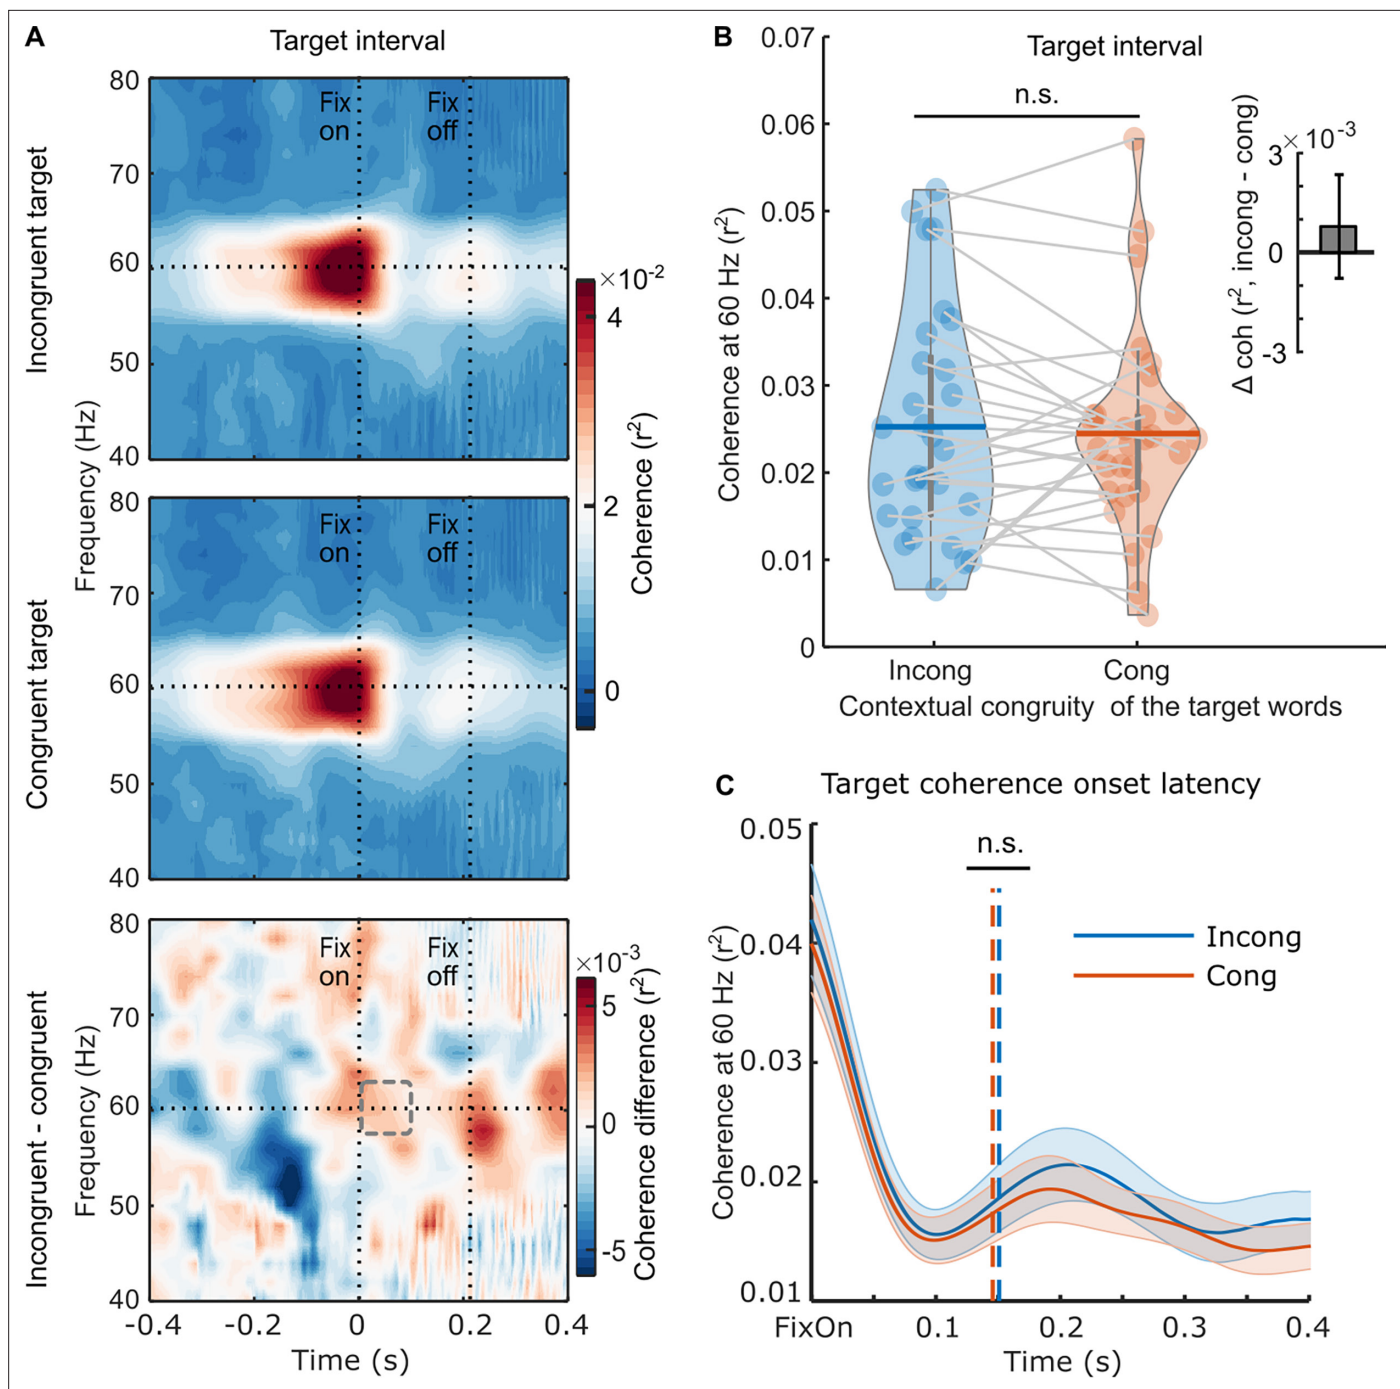 A
Target interval
Incongruent target
80
70
60
50
40
Fix on
Fix off
×10-2
4
2
0
Coherence (r2)
Frequency (Hz)
Congruent target
80
70
60
50
40
Fix on
Fix off
Incongruent - congruent
Frequency (Hz)
80
70
60
50
40
Fix on
Fix off
×10-3
5
0
-5
Coherence difference (r2)
-0.4 -0.2 0 0.2 0.4
Time (s)
B
Target interval
n.s.
0.07
0.06
0.05
0.04
0.03
0.02
0.01
0
Coherence at 60 Hz (r2)
Incong Cong
Contextual congruity of the target words
Δ coh (r2, incong - cong)
3 ×10-3
0
-3
C
Target coherence onset latency
n.s.
Incong
Cong
0.05
0.04
0.03
0.02
0.01
Coherence at 60 Hz (r2)
FixOn 0.1 0.2 0.3 0.4
Time (s)